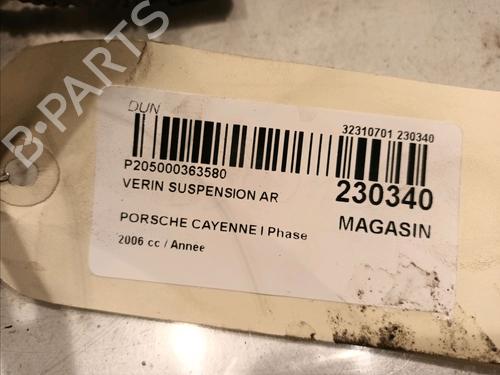 DUN
32310701 230340
P205000363580
VERIN SUSPENSION AR
230340
PORSCHE CAYENNE I Phase
MAGASIN
2006 cc / Annee
B-PARTS